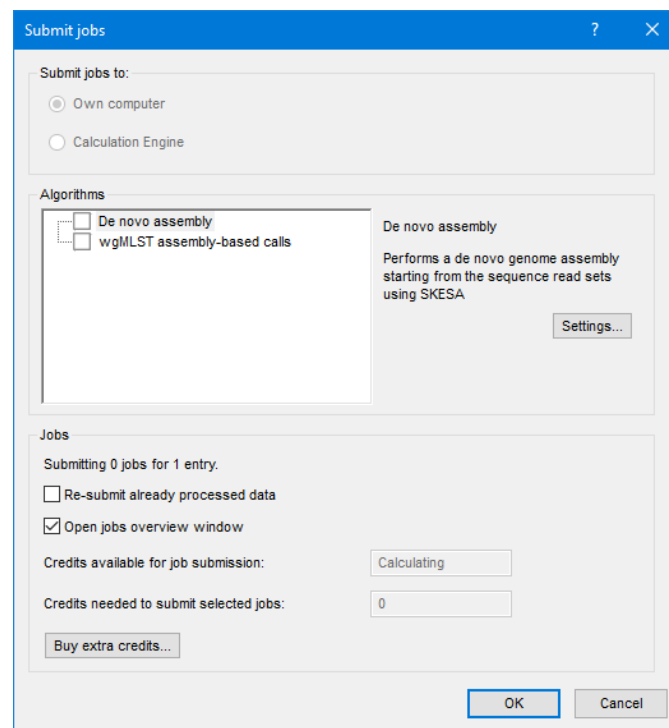 Submit jobs
?
Submit jobs to:
Own computer
Calculation Engine
Algorithms
De novo assembly
wgMLST assembly-based calls
De novo assembly
Performs a de novo genome assembly
starting from the sequence read sets
using SKESA
Settings...
Jobs
Submitting 0 jobs for 1 entry.
Re-submit already processed data
Open jobs overview window
Credits available for job submission:
Calculating
Credits needed to submit selected jobs:
0
Buy extra credits...
OK
Cancel